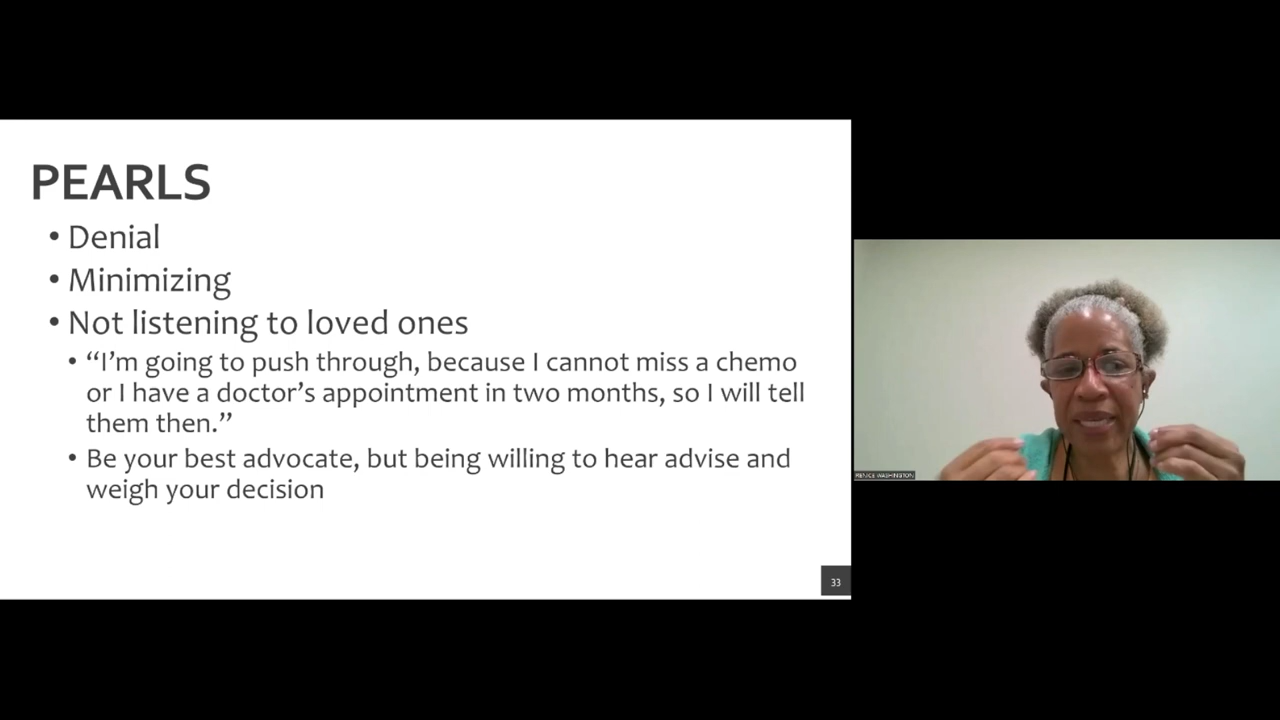 PEARLS
• Denial
• Minimizing
• Not listening to loved ones
• “I’m going to push through, because I cannot miss a chemo
or I have a doctor’s appointment in two months, so I will tell
them then.”
• Be your best advocate, but being willing to hear advise and
weigh your decision
33
WASHINGTON